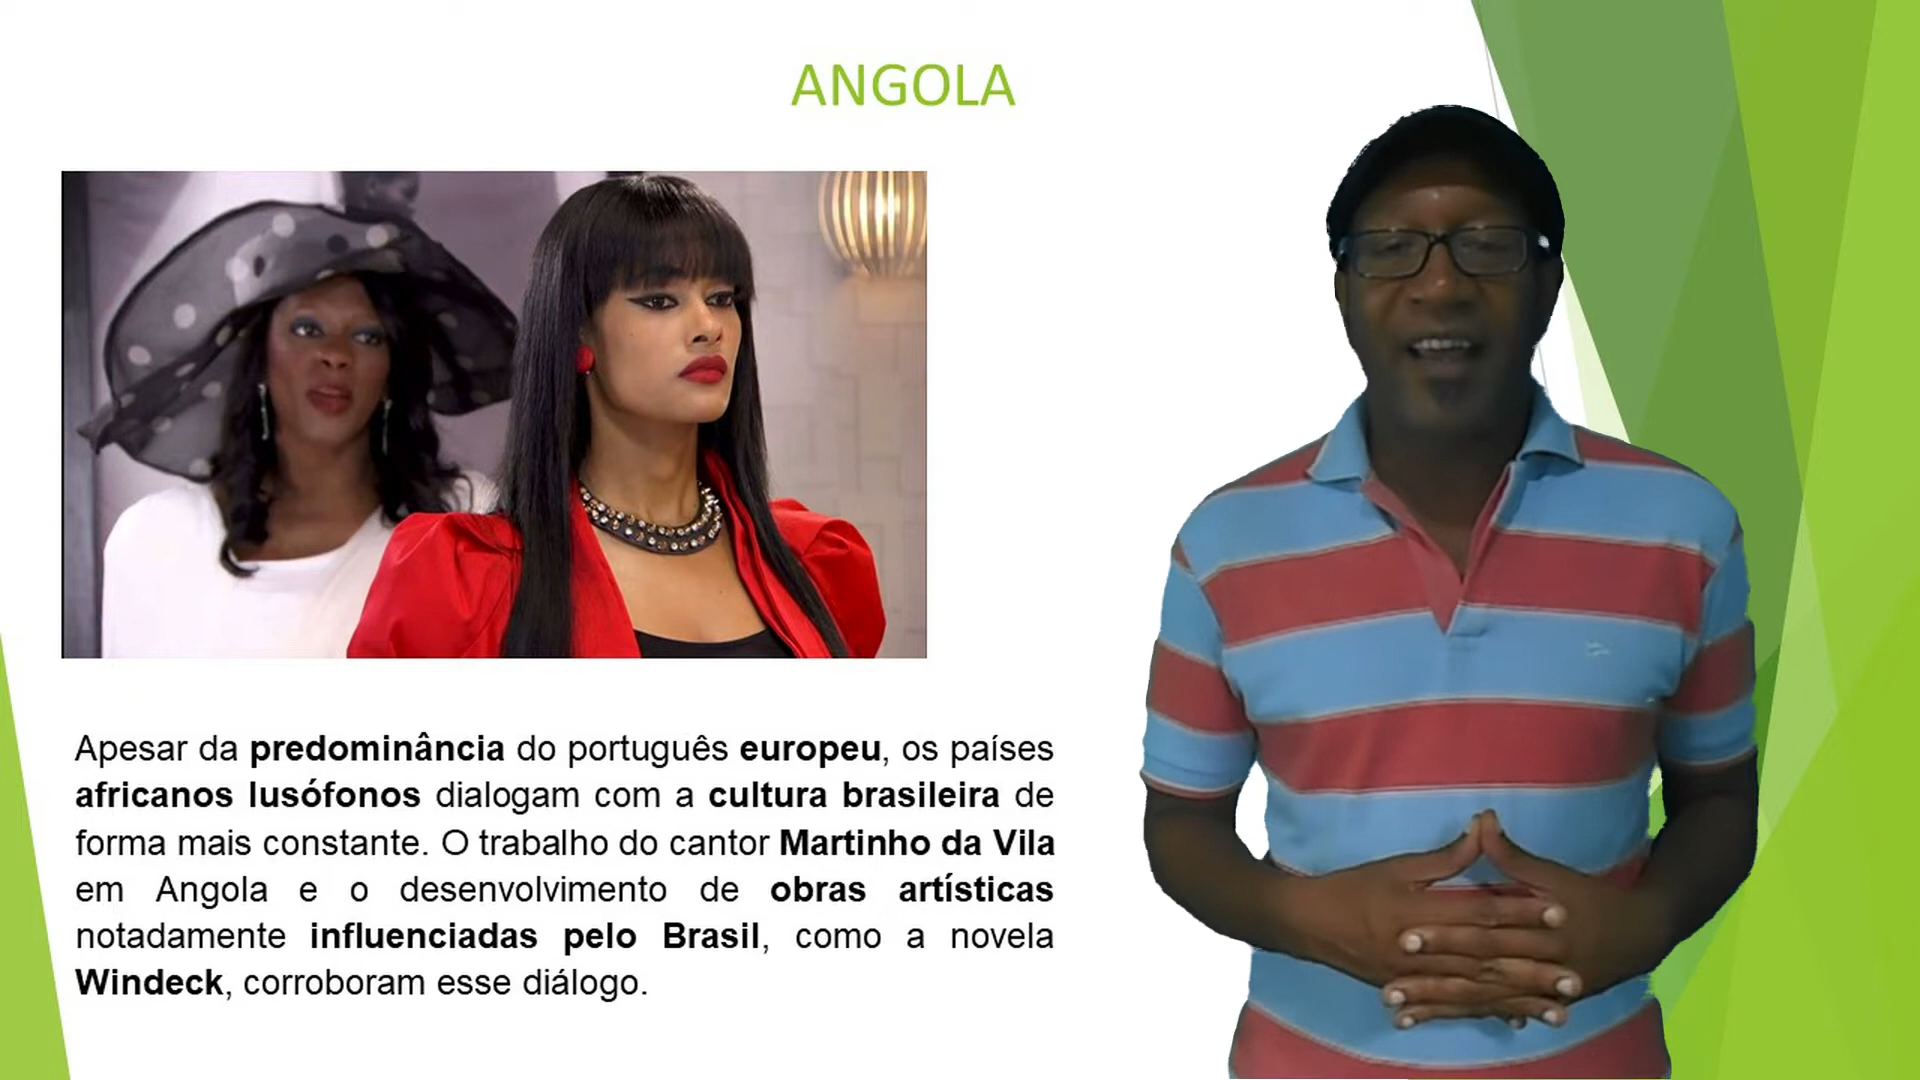 ANGOLA
Apesar da predominância do português europeu, os países
africanos lusófonos dialogam com a cultura brasileira de
forma mais constante. O trabalho do cantor Martinho da Vila
em Angola e o desenvolvimento de obras artísticas
notadamente influenciadas pelo Brasil, como a novela
Windeck, corroboram esse diálogo.